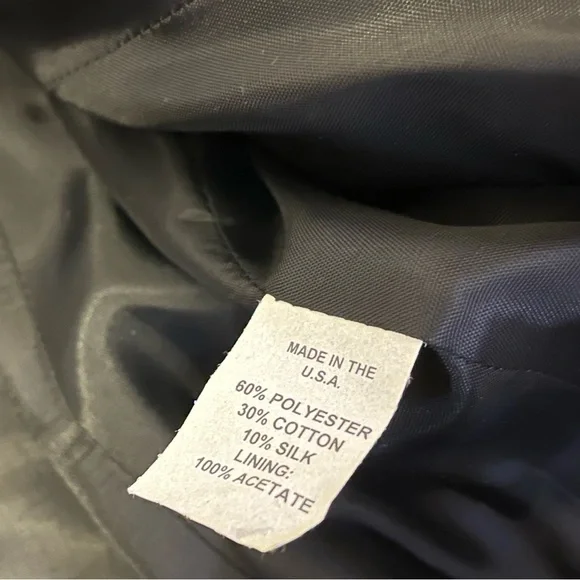 MADE IN THE
U.S.A.
60% POLYESTER
30% COTTON
10% SILK
LINING:
100% ACETATE